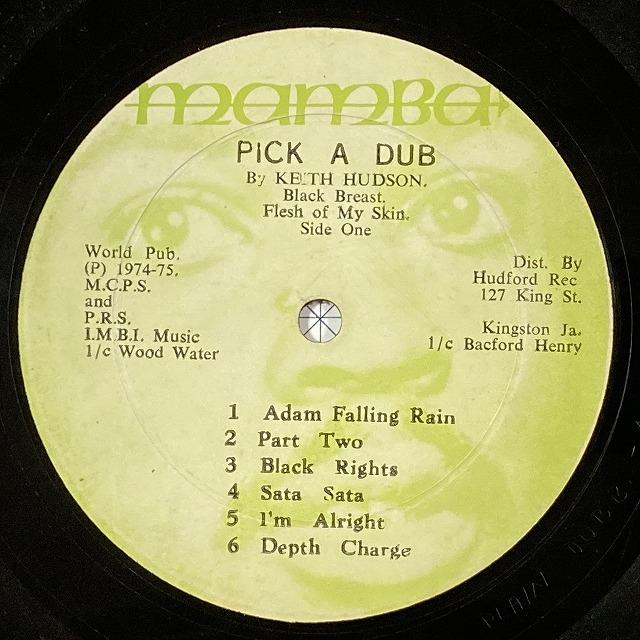 mamBa
PICK A DUB
By KEITH HUDSON.
Black Breast.
Flesh of My Skin.
Side One
World Pub.
(P) 1974-75.
M.C.P.S.
and
P.R.S.
I.M.B.I. Music
1/c Wood Water
Dist. By
Hudford Rec
127 King St.
Kingston Ja.
1/c Bacford Henry
1 Adam Falling Rain
2 Part Two
3 Black Rights
4 Sata Sata
5 I'm Alright
6 Depth Charge